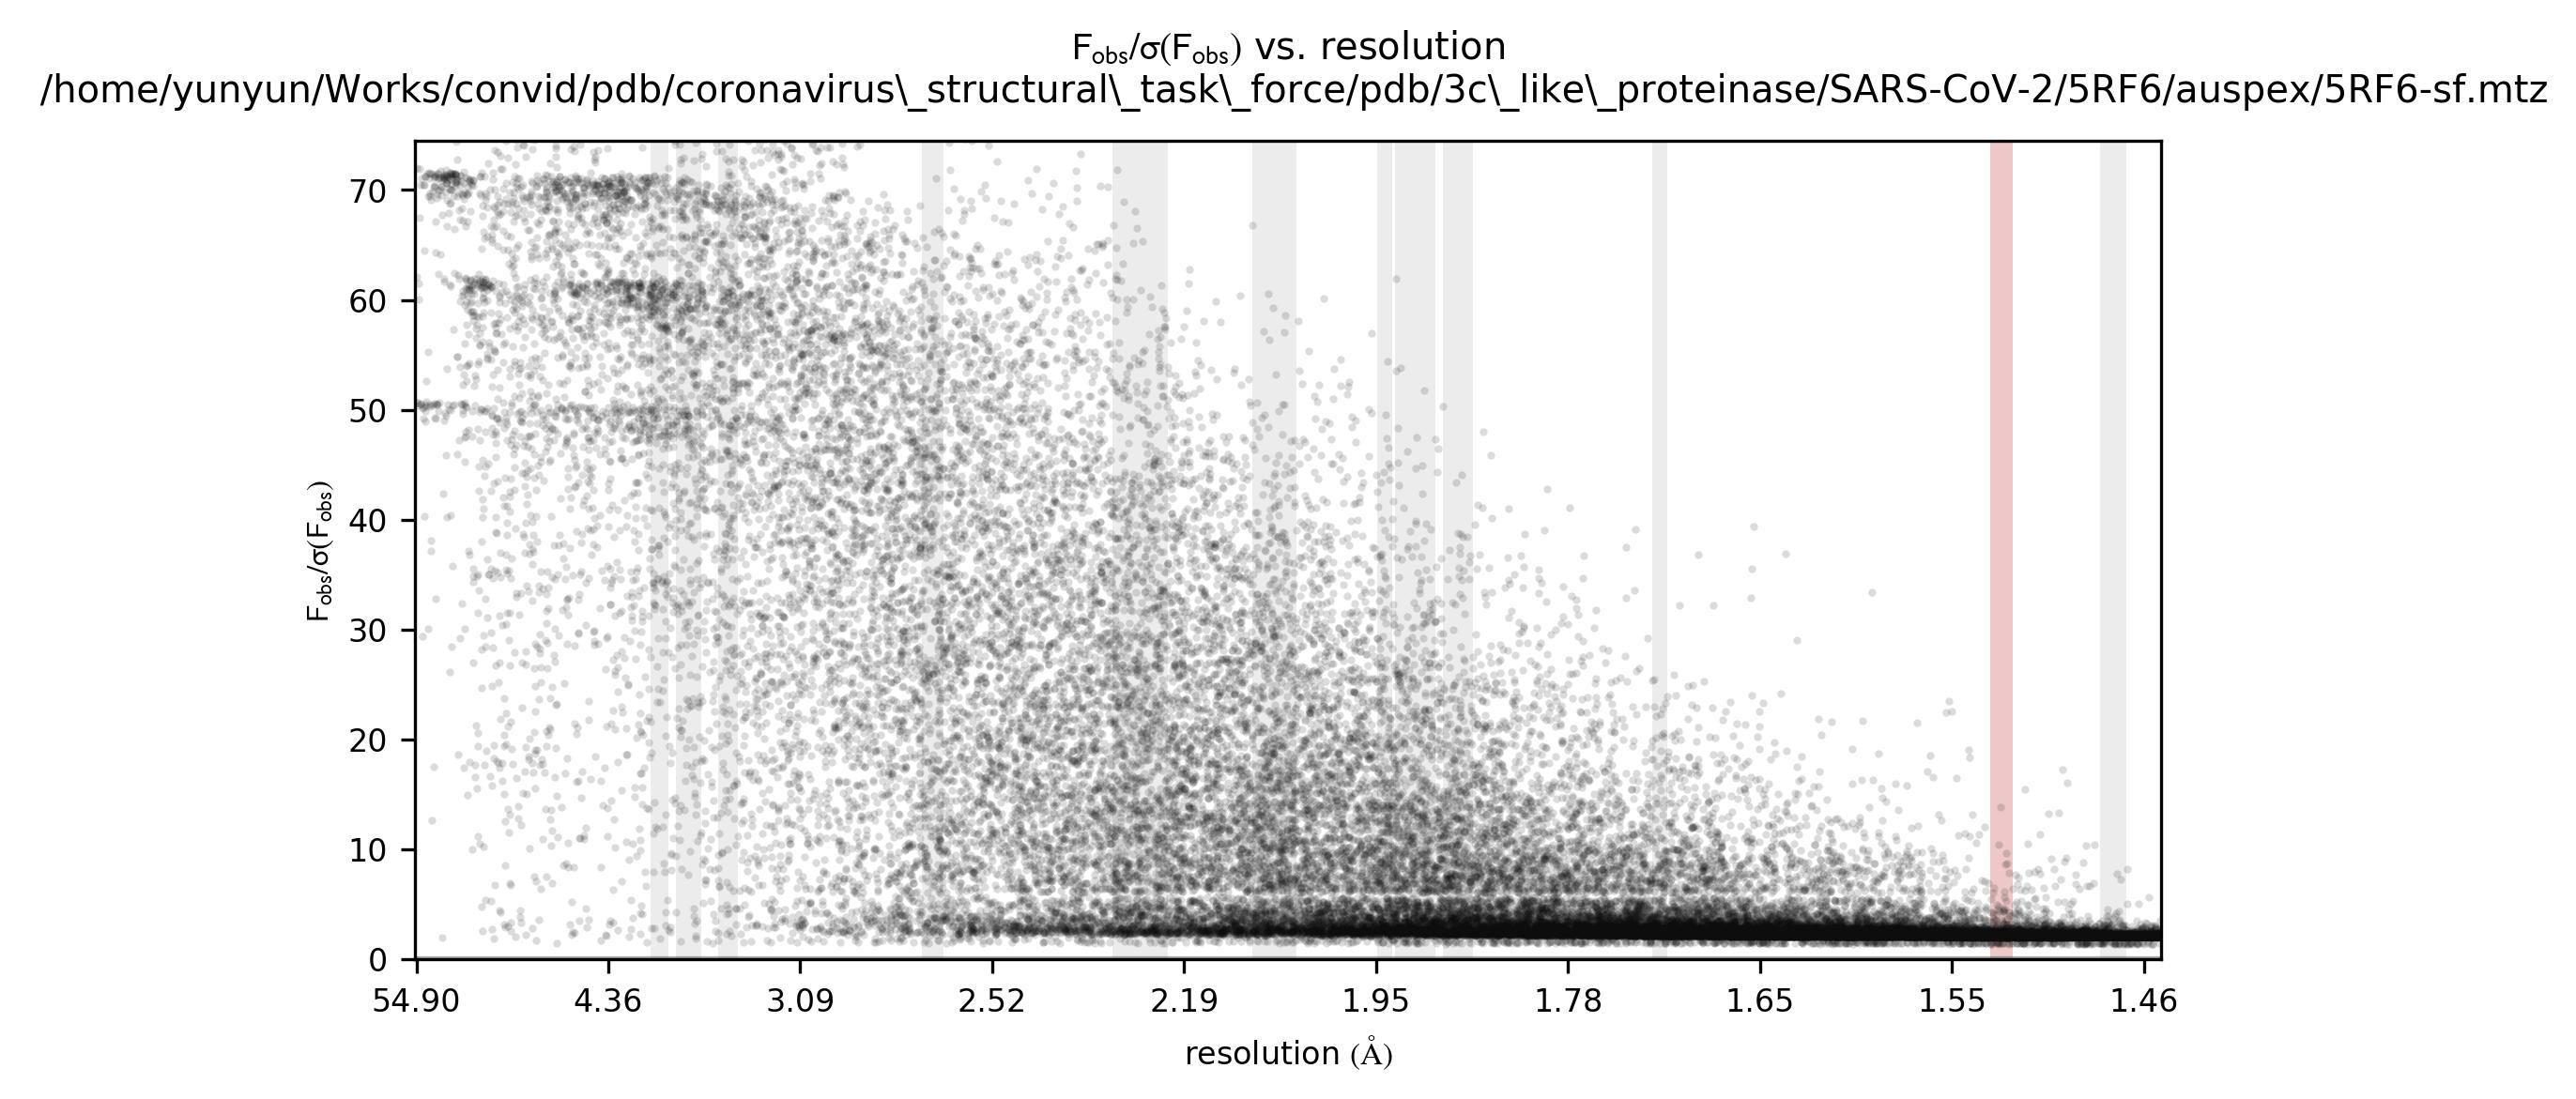 Fobs/σ(Fobs) vs. resolution
/home/yunyun/Works/convid/pdb/coronavirus\_structural\_task\_force/pdb/3c\_like\_proteinase/SARS-CoV-2/5RF6/auspex/5RF6-sf.mtz
70
60
50
40
30
20
10
0
Fobs/σ(Fobs)
54.90 4.36 3.09 2.52 2.19 1.95 1.78 1.65 1.55 1.46
resolution (Å)